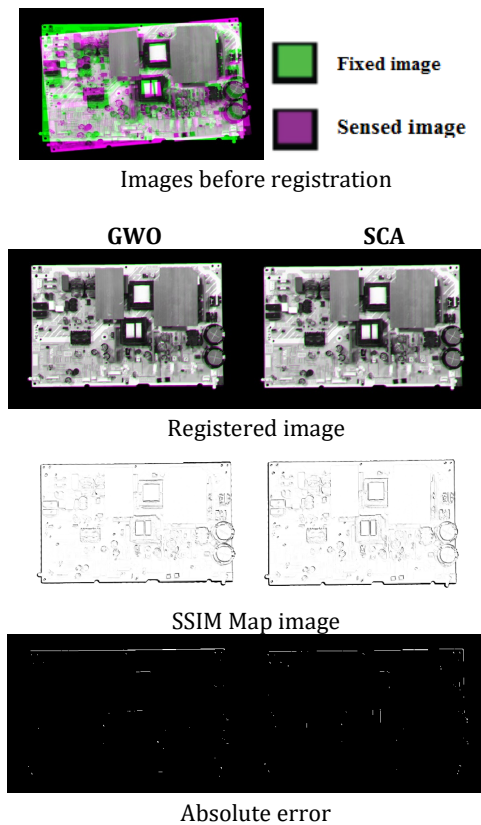 Fixed image
Sensed image
Images before registration
GWO SCA
Registered image
SSIM Map image
Absolute error